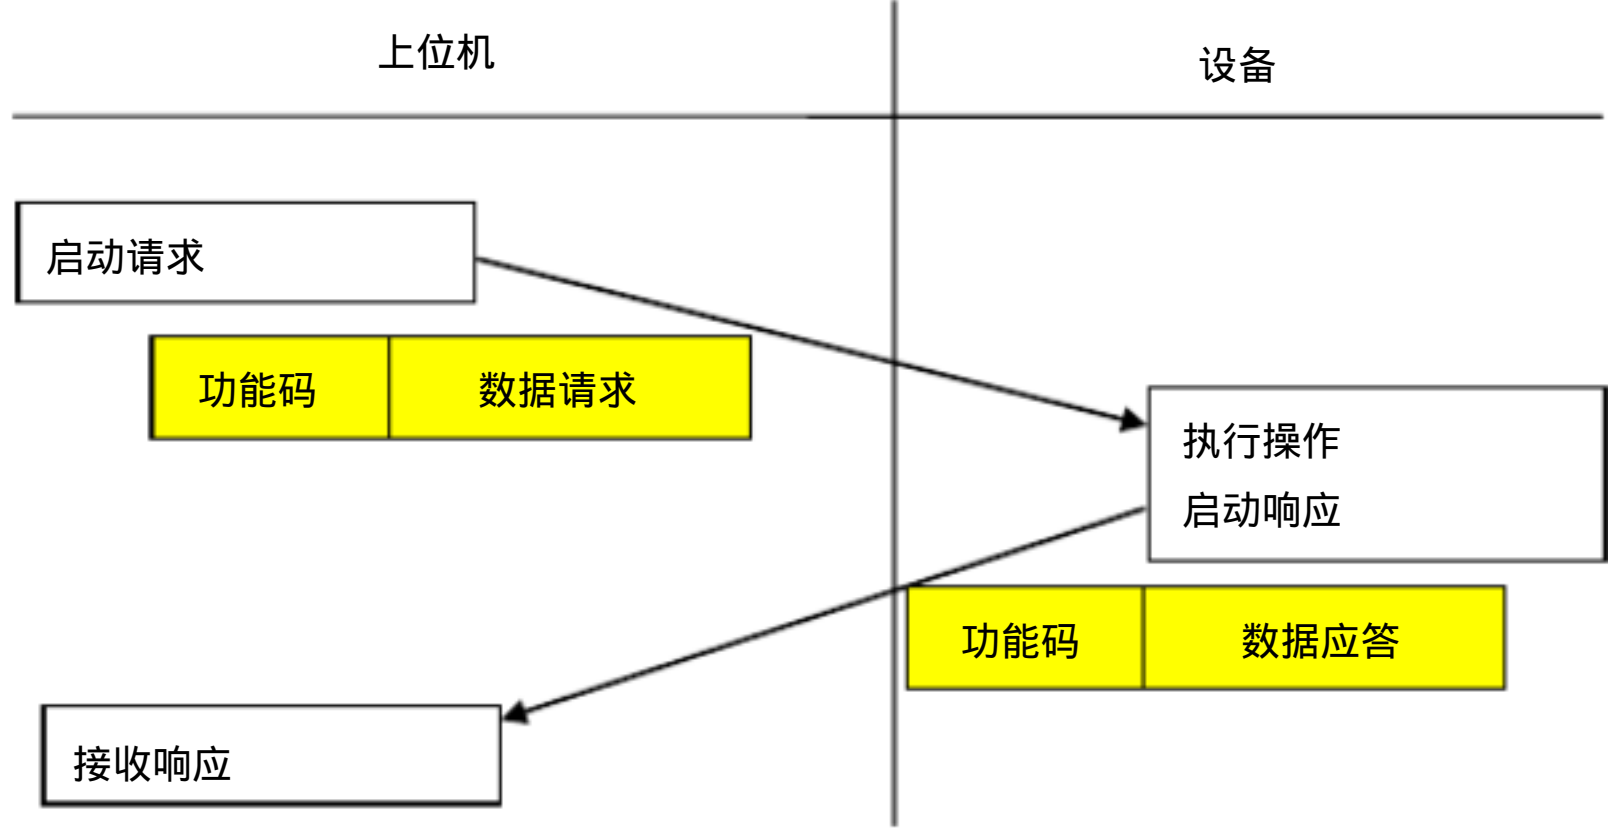 上位机
设备
启动请求
功能码
数据请求
执行操作
启动响应
功能码
数据应答
接收响应